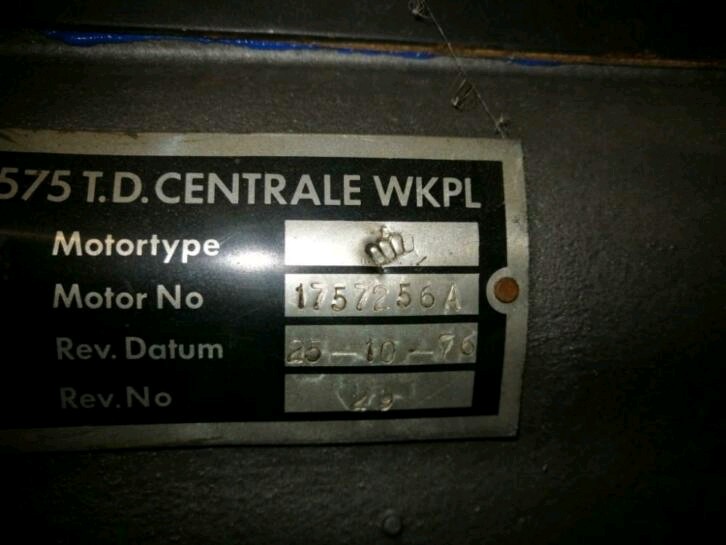 575 T.D. CENTRALE WKPL
Motortype
Motor No 1757256A
Rev. Datum 25-10-76
Rev. No